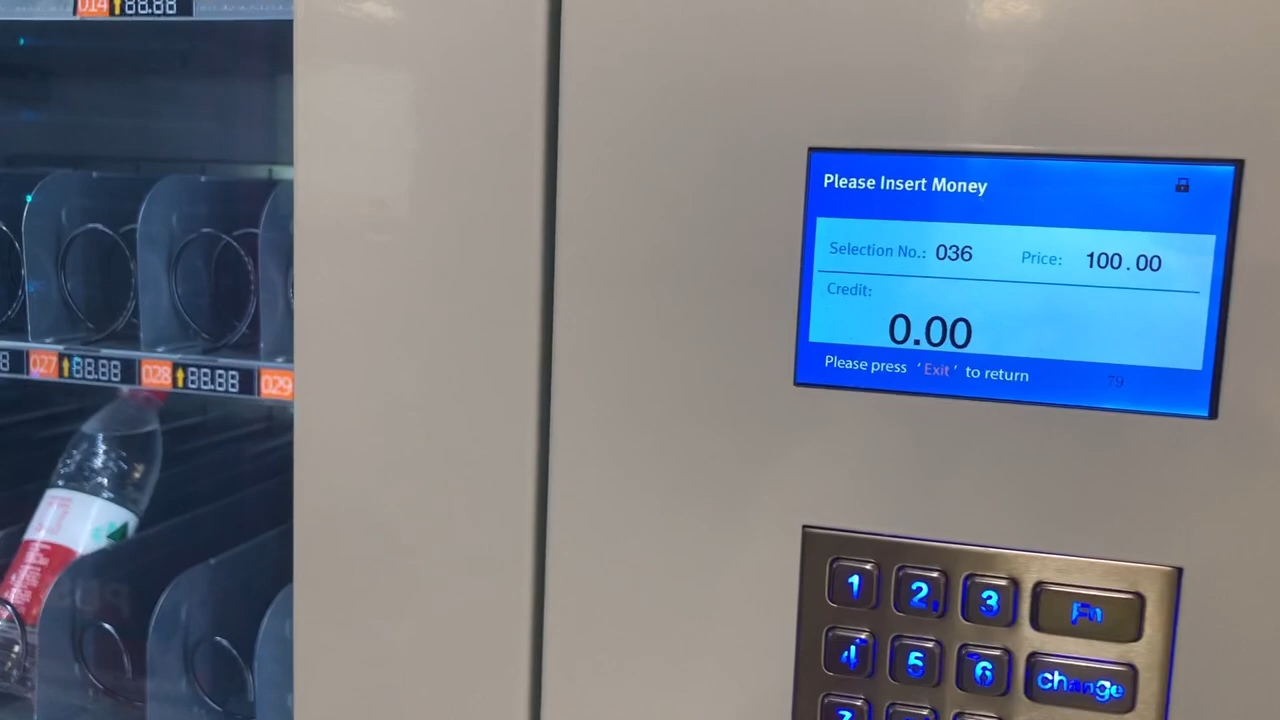 014 88.88
Please Insert Money
Selection No.: 036 Price: 100.00
Credit:
0.00
Please press 'Exit' to return 79
8 027 88.88 028 88.88 029
1 2 3 Fn
4 5 6 change